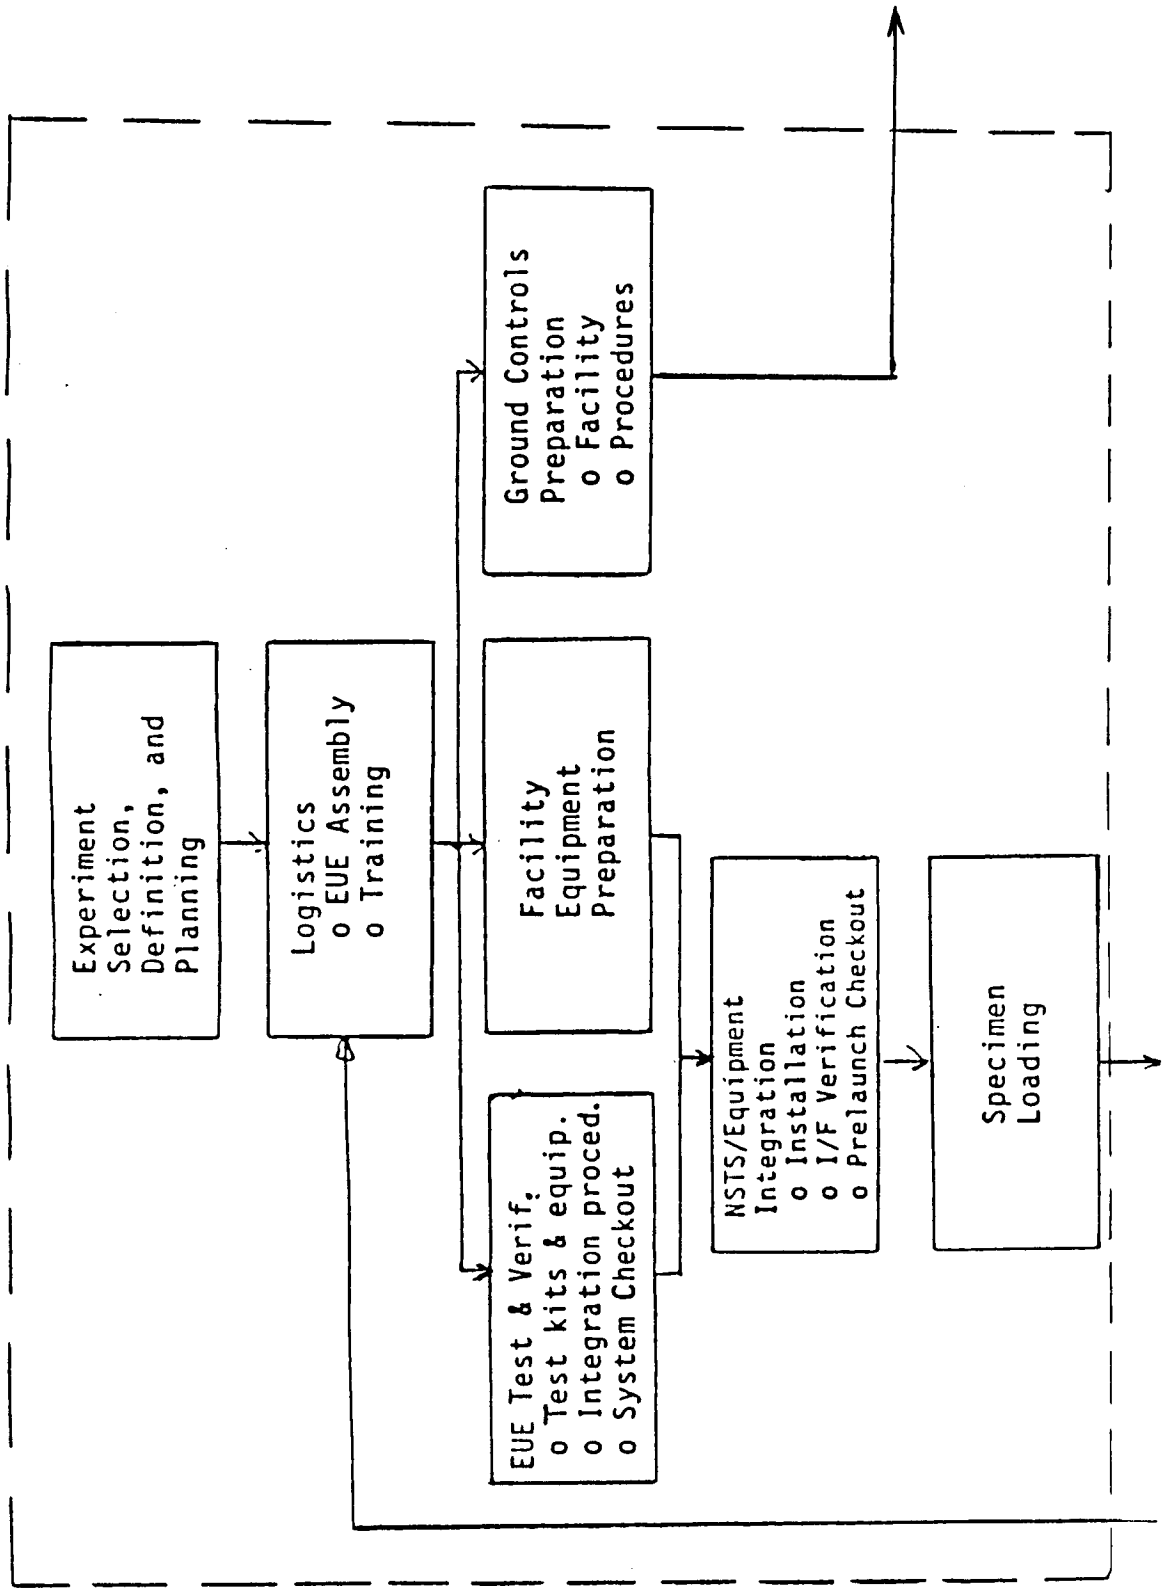 Experiment
Selection,
Definition, and
Planning
Logistics
o EUE Assembly
o Training
EUE Test & Verif.
o Test kits & equip.
o Integration proced.
o System Checkout
Facility
Equipment
Preparation
Ground Controls
Preparation
o Facility
o Procedures
NSTS/Equipment
Integration
o Installation
o I/F Verification
o Prelaunch Checkout
Specimen
Loading